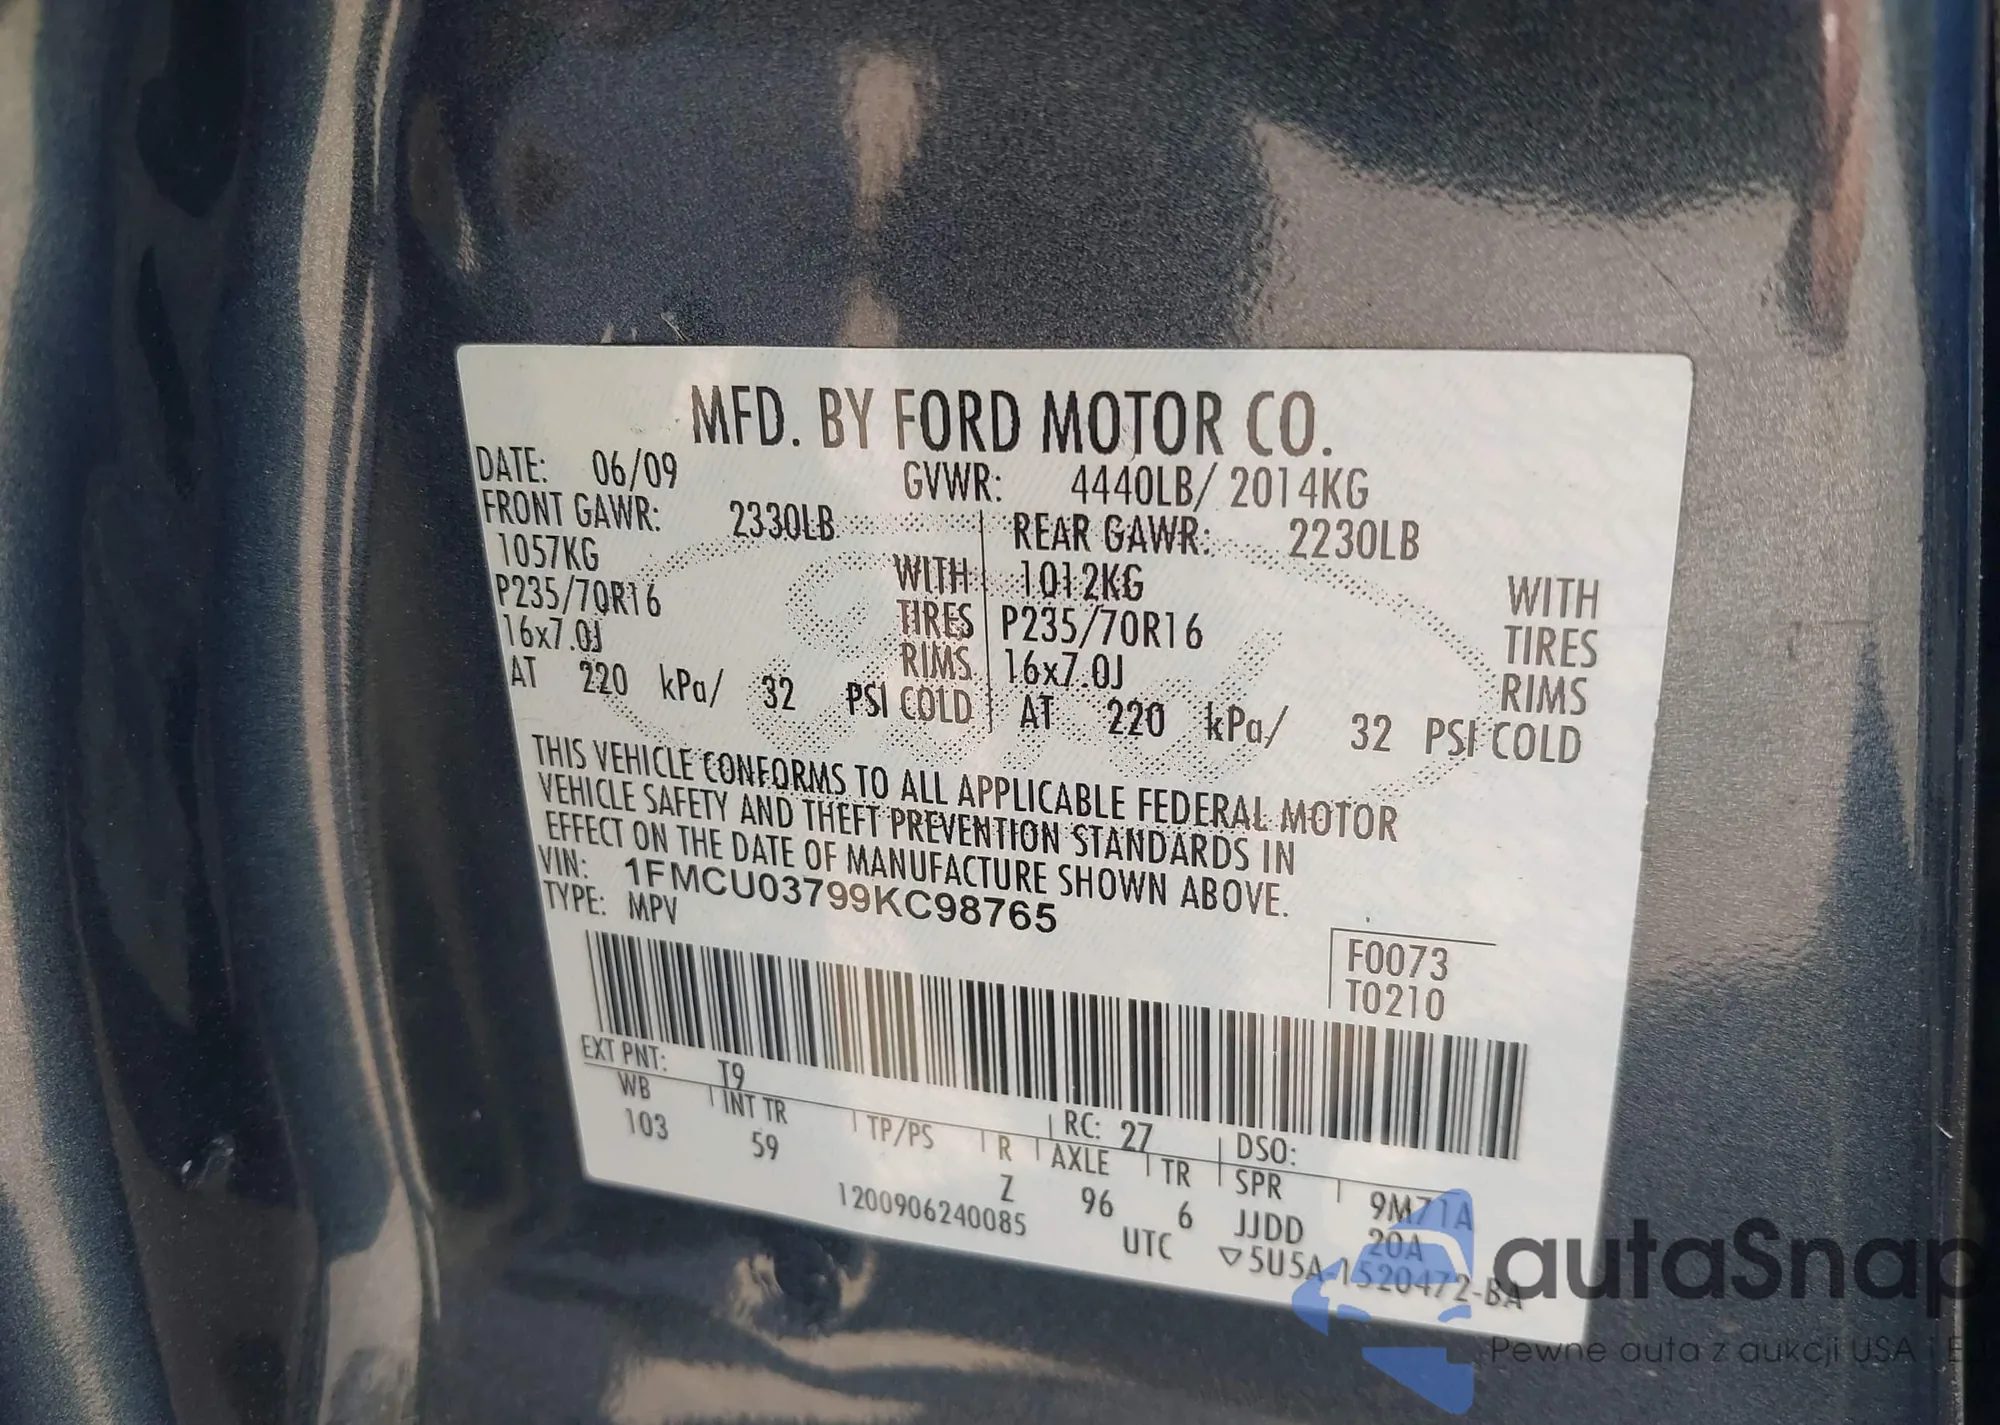 MFD. BY FORD MOTOR CO.
DATE: 06/09 GVWR: 4440LB/ 2014KG
FRONT GAWR: 2330LB REAR GAWR: 2230LB
1057KG WITH 1012KG WITH
P235/70R16 TIRES P235/70R16 TIRES
16x7.0J RIMS 16x7.0J RIMS
AT 220 kPa/ 32 PSI COLD AT 220 kPa/ 32 PSI COLD
THIS VEHICLE CONFORMS TO ALL APPLICABLE FEDERAL MOTOR
VEHICLE SAFETY AND THEFT PREVENTION STANDARDS IN
EFFECT ON THE DATE OF MANUFACTURE SHOWN ABOVE.
VIN: 1FMCU03799KC98765
TYPE: MPV
F0073
T0210
EXT PNT: T9 RC: 27 DSO:
WB INT TR TP/PS R AXLE TR SPR 9M71A
103 59 Z 96 6 JJDD 20A
1200906240085 UTC ▽5U5A-1520472-BA
autaSnap
Pewne auta z aukcji USA i